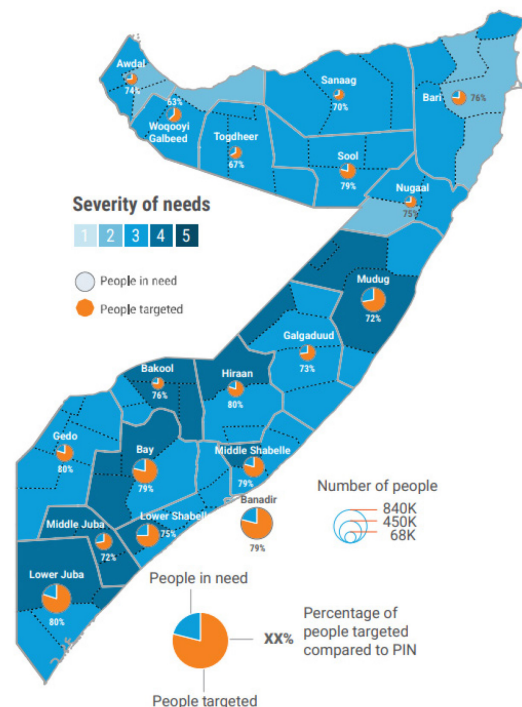 Awdal
74%
63%
Woqooyi
Galbeed
Togdheer
67%
Sanaag
70%
Bari
76%
Sool
79%
Nugaal
75%
Severity of needs
1 2 3 4 5
People in need
People targeted
Mudug
72%
Galgaduud
73%
Bakool
76%
Hiraan
80%
Gedo
80%
Bay
79%
Middle Shabelle
79%
Banadir
79%
Lower Shabelle
75%
Middle Juba
72%
Lower Juba
80%
Number of people
840K
450K
68K
People in need
XX%
Percentage of
people targeted
compared to PIN
People targeted